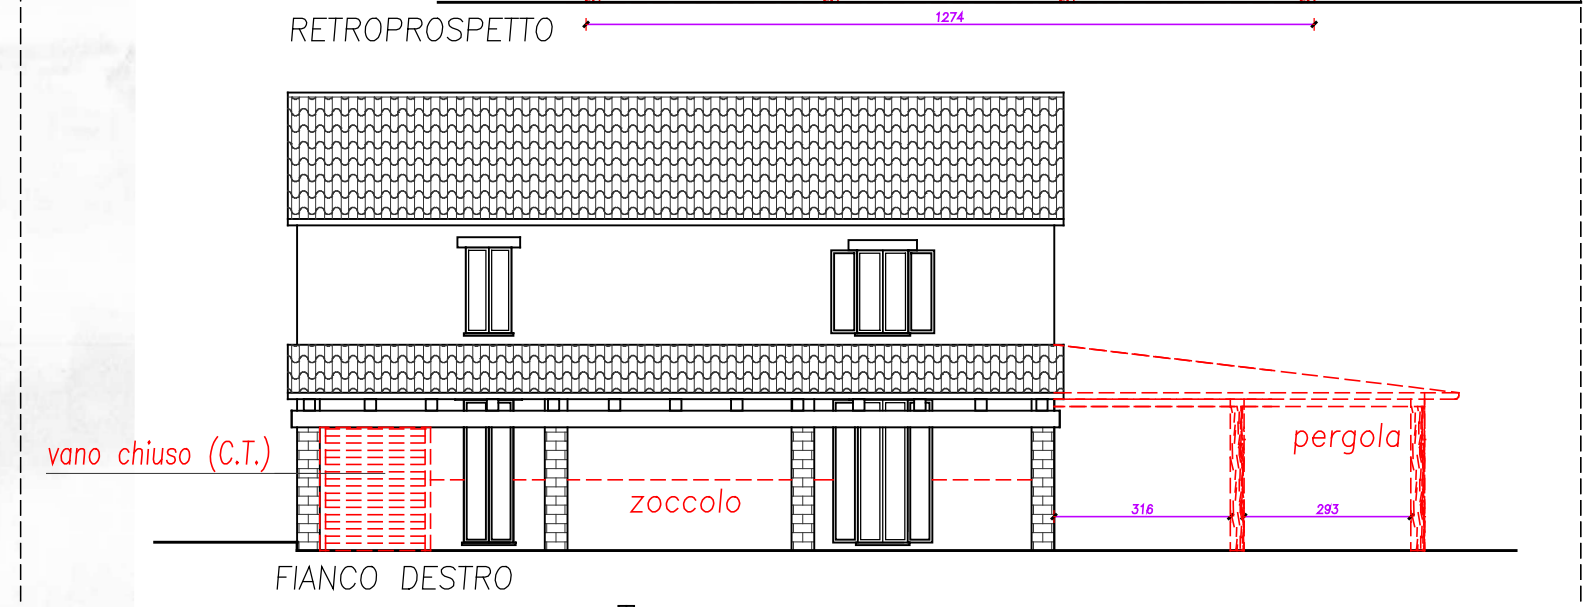 1274
RETROPROSPETTO
vano chiuso (C.T.)
pergola
zoccolo
316
293
FIANCO DESTRO